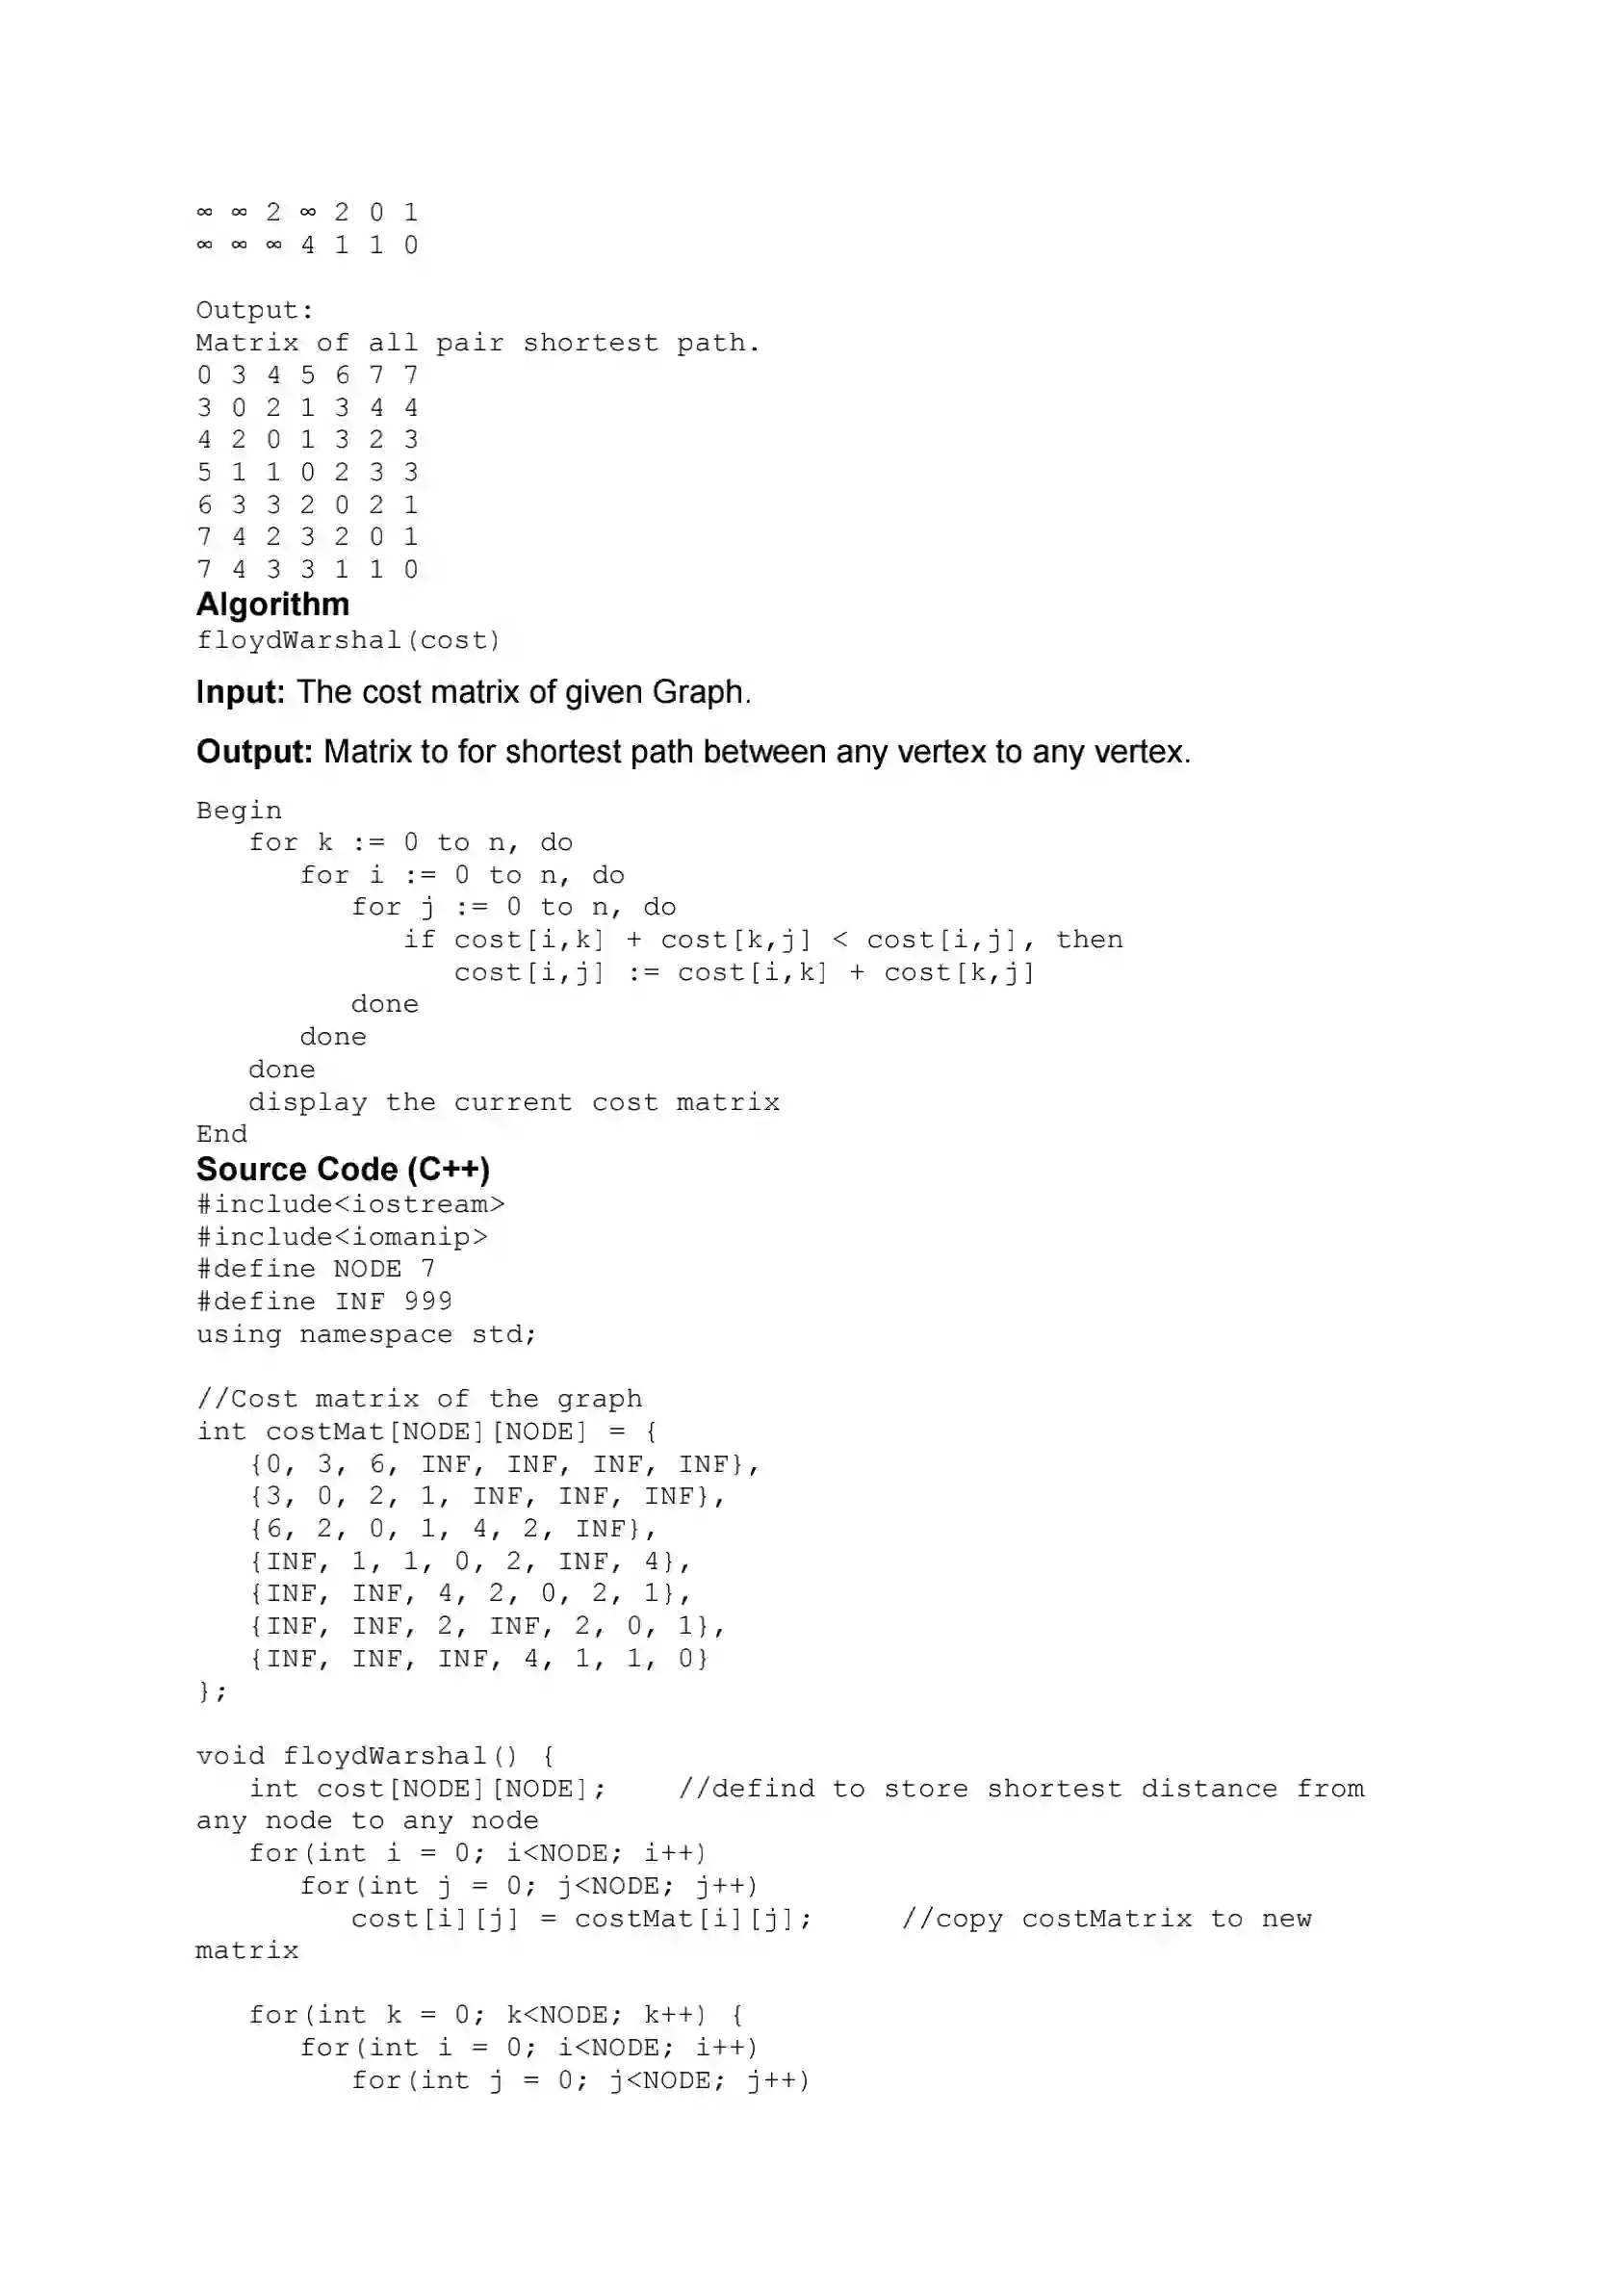 ∞ ∞ 2 ∞ 2 0 1
∞ ∞ ∞ 4 1 1 0

Output:
Matrix of all pair shortest path.
0 3 4 5 6 7 7
3 0 2 1 3 4 4
4 2 0 1 3 2 3
5 1 1 0 2 3 3
6 3 3 2 0 2 1
7 4 2 3 2 0 1
7 4 3 3 1 1 0
Algorithm
floydWarshal(cost)
Input: The cost matrix of given Graph.
Output: Matrix to for shortest path between any vertex to any vertex.
Begin
   for k := 0 to n, do
      for i := 0 to n, do
         for j := 0 to n, do
            if cost[i,k] + cost[k,j] < cost[i,j], then
               cost[i,j] := cost[i,k] + cost[k,j]
         done
      done
   done
   display the current cost matrix
End
Source Code (C++)
#include<iostream>
#include<iomanip>
#define NODE 7
#define INF 999
using namespace std;

//Cost matrix of the graph
int costMat[NODE][NODE] = {
   {0, 3, 6, INF, INF, INF, INF},
   {3, 0, 2, 1, INF, INF, INF},
   {6, 2, 0, 1, 4, 2, INF},
   {INF, 1, 1, 0, 2, INF, 4},
   {INF, INF, 4, 2, 0, 2, 1},
   {INF, INF, 2, INF, 2, 0, 1},
   {INF, INF, INF, 4, 1, 1, 0}
};

void floydWarshal() {
   int cost[NODE][NODE];    //defind to store shortest distance from
any node to any node
   for(int i = 0; i<NODE; i++)
      for(int j = 0; j<NODE; j++)
         cost[i][j] = costMat[i][j];     //copy costMatrix to new
matrix

   for(int k = 0; k<NODE; k++) {
      for(int i = 0; i<NODE; i++)
         for(int j = 0; j<NODE; j++)